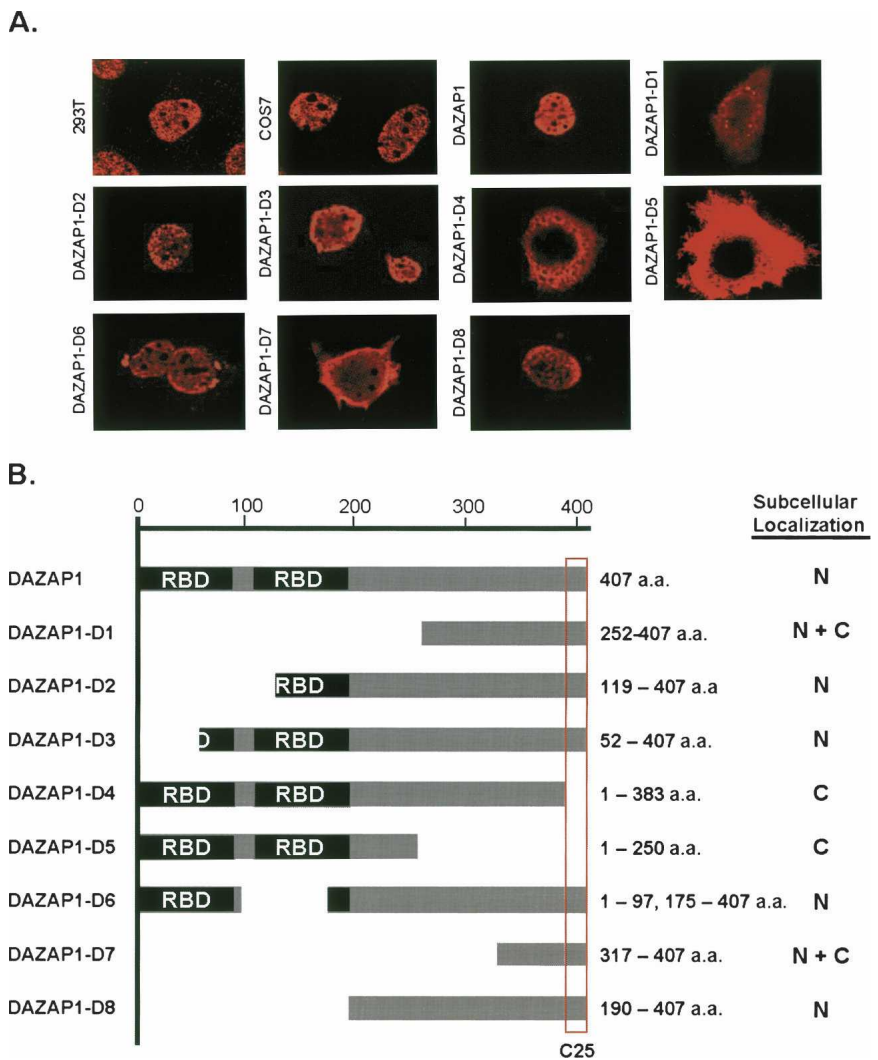 A.
293T
COS7
DAZAP1
DAZAP1-D1
DAZAP1-D2
DAZAP1-D3
DAZAP1-D4
DAZAP1-D5
DAZAP1-D6
DAZAP1-D7
DAZAP1-D8
B.
0 100 200 300 400
Subcellular
Localization
DAZAP1 RBD RBD 407 a.a. N
DAZAP1-D1 252-407 a.a. N + C
DAZAP1-D2 RBD 119 – 407 a.a N
DAZAP1-D3 D RBD 52 – 407 a.a. N
DAZAP1-D4 RBD RBD 1 – 383 a.a. C
DAZAP1-D5 RBD RBD 1 – 250 a.a. C
DAZAP1-D6 RBD 1 – 97, 175 – 407 a.a. N
DAZAP1-D7 317 – 407 a.a. N + C
DAZAP1-D8 190 – 407 a.a. N
C25